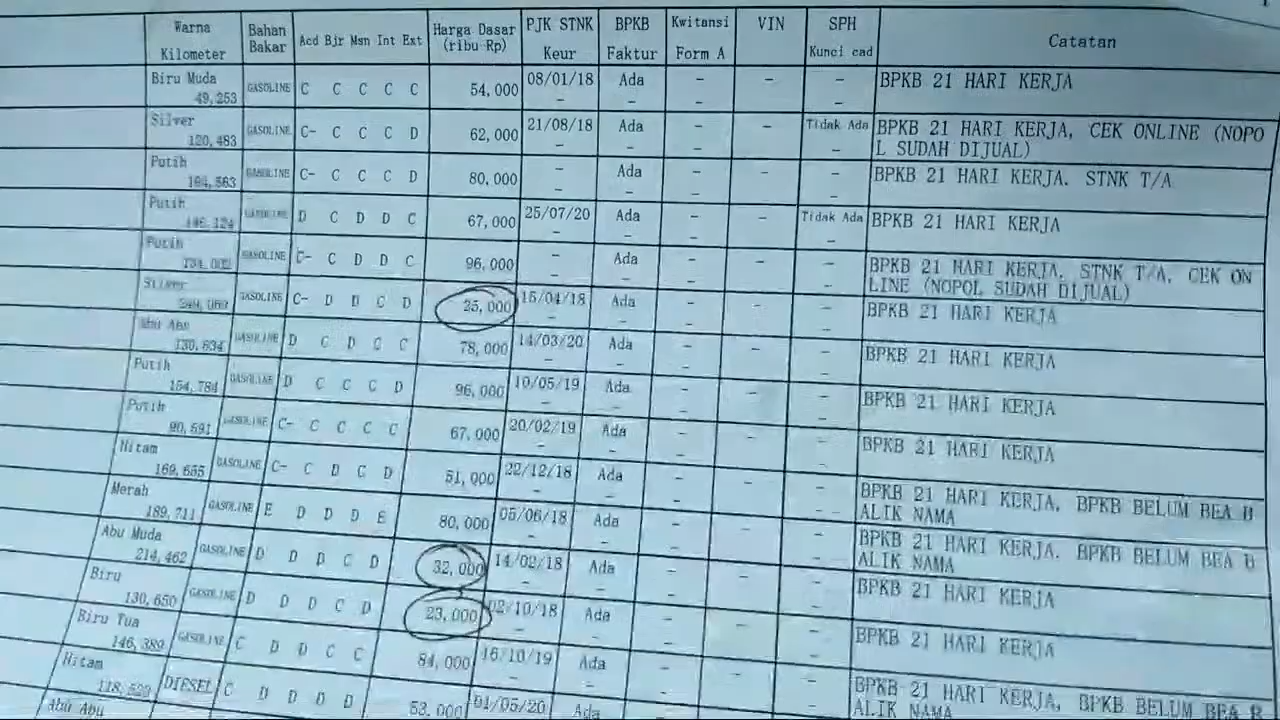 Warna Bahan Bakar Acd Bjr Msn Int Ext Harga Dasar (ribu Rp) PJK STNK BPKB Kwitansi VIN SPH Catatan
Kilometer Keur Faktur Form A Kunci cad
Biru Muda GASOLINE C C C C C 54,000 08/01/18 Ada - - - BPKB 21 HARI KERJA
49,253 - - - -
Silver GASOLINE C- C C C D 62,000 21/08/18 Ada - - Tidak Ada BPKB 21 HARI KERJA, CEK ONLINE (NOPO
120,483 - - - - L SUDAH DIJUAL)
Putih GASOLINE C- C C C D 80,000 - Ada - - - BPKB 21 HARI KERJA. STNK T/A
- - - -
Putih GASOLINE D C D D C 67,000 25/07/20 Ada - - Tidak Ada BPKB 21 HARI KERJA
- - - -
Putih GASOLINE C- C D D C 96,000 - Ada - - - BPKB 21 HARI KERJA, STNK T/A, CEK ON
- - - - LINE (NOPOL SUDAH DIJUAL)
Silver GASOLINE C- D D C D 25,000 15/04/18 Ada - - - BPKB 21 HARI KERJA
- - - -
Abu Abu GASOLINE D C D C C 78,000 14/03/20 Ada - - - BPKB 21 HARI KERJA
130,634 - - - -
Putih GASOLINE D C C C D 96,000 10/05/19 Ada - - - BPKB 21 HARI KERJA
154,784 - - - -
Putih GASOLINE C- C C C C 67,000 20/02/19 Ada - - - BPKB 21 HARI KERJA
90,591 - - - -
Hitam GASOLINE C- C D C D 51,000 22/12/18 Ada - - - BPKB 21 HARI KERJA, BPKB BELUM BEA B
169,655 - - - - ALIK NAMA
Merah GASOLINE E D D D E 80,000 05/06/18 Ada - - - BPKB 21 HARI KERJA. BPKB BELUM BEA B
189,711 - - - - ALIK NAMA
Abu Muda GASOLINE D D D C D 32,000 14/02/18 Ada - - - BPKB 21 HARI KERJA
214,462 - - - -
Biru GASOLINE D D D C D 23,000 02/10/18 Ada - - - BPKB 21 HARI KERJA
130,650 - - - -
Biru Tua GASOLINE C D D C C 84,000 16/10/19 Ada - - - BPKB 21 HARI KERJA, BPKB BELUM BEA B
146,389 - - - - ALIK NAMA
Hitam DIESEL C D D D D 53,000 01/05/20 Ada
Abu Abu